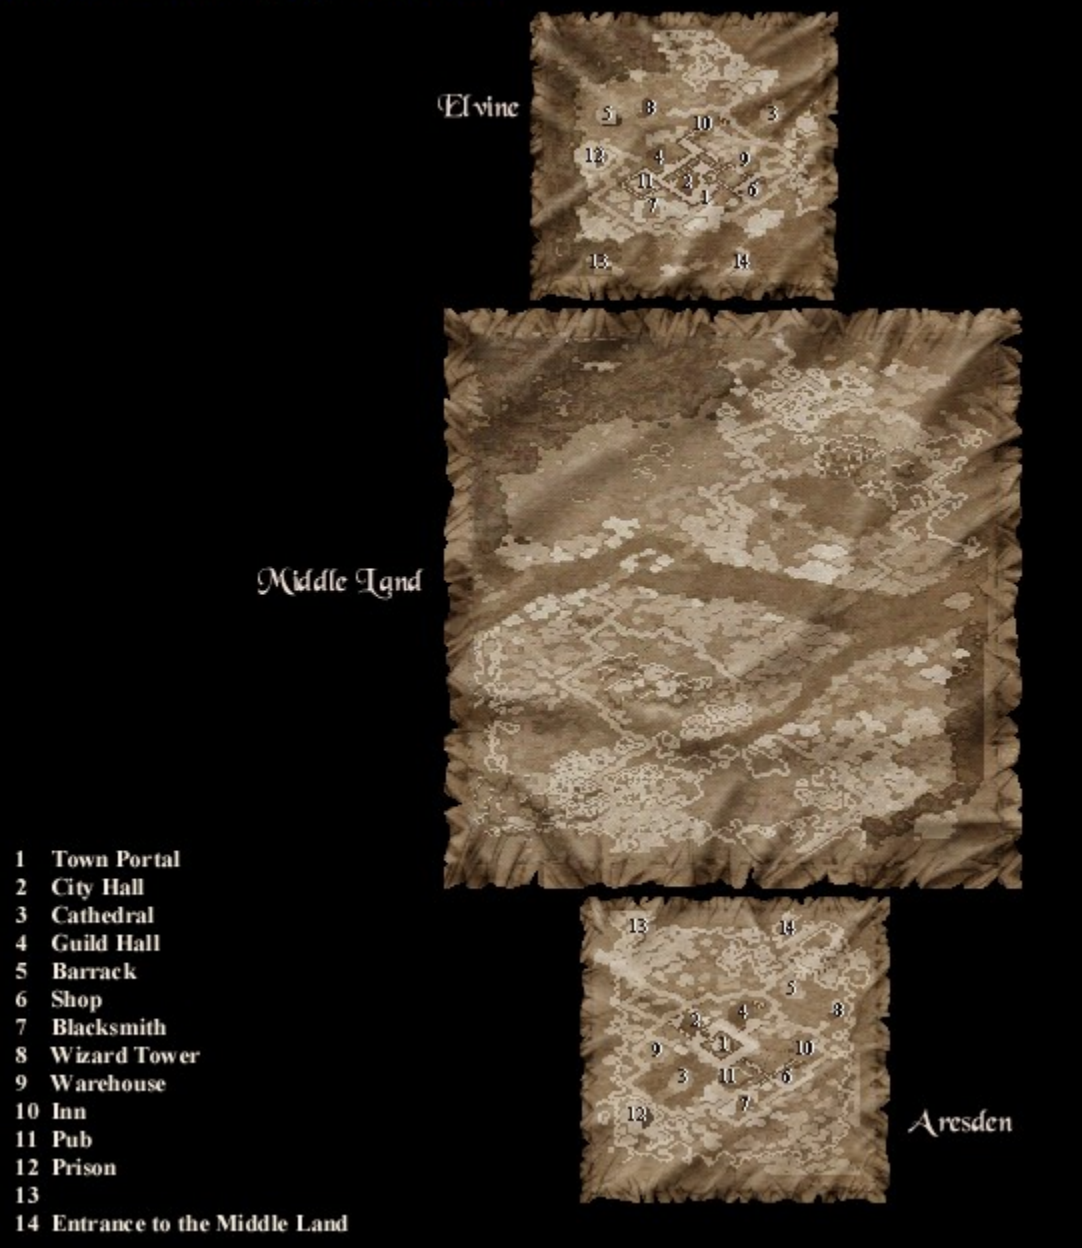 Elvine
5 8 10 3
12 4 9
11 2 1 6
7
13 14
Middle Land
13 14
5
2 4 8
9 1 10
3 11 6
12 7
Aresden
1 Town Portal
2 City Hall
3 Cathedral
4 Guild Hall
5 Barrack
6 Shop
7 Blacksmith
8 Wizard Tower
9 Warehouse
10 Inn
11 Pub
12 Prison
13
14 Entrance to the Middle Land